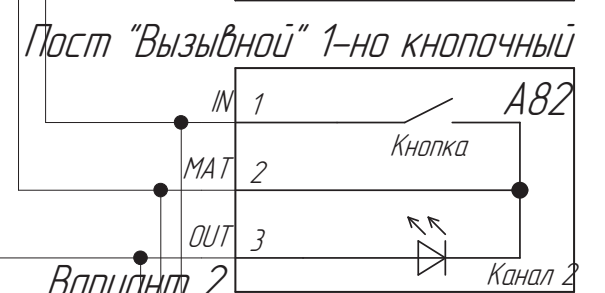 Пост "Вызывной" 1-но кнопочный
IN 1 A82
Кнопка
MAT 2
OUT 3
Вариант 2 Канал 2